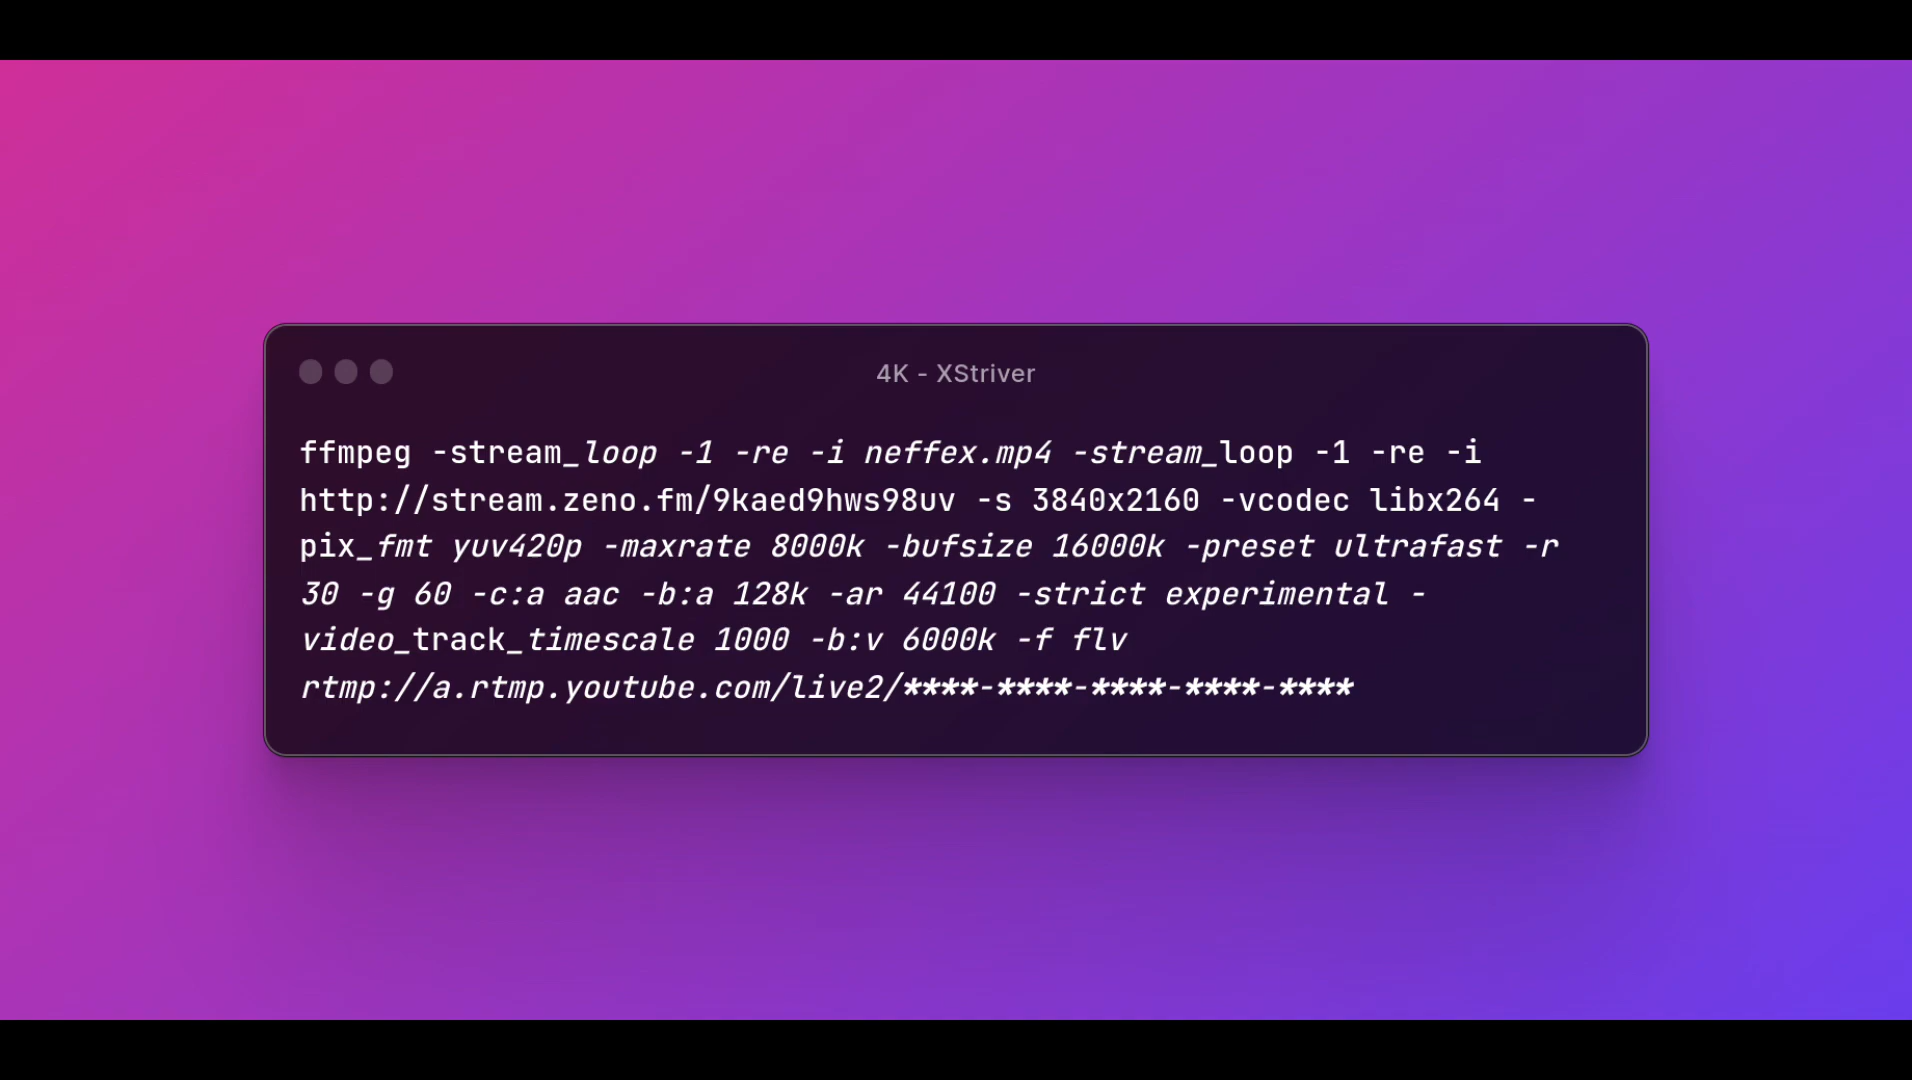 4K - XStriver
ffmpeg -stream_loop -1 -re -i neffex.mp4 -stream_loop -1 -re -i
http://stream.zeno.fm/9kaed9hws98uv -s 3840x2160 -vcodec libx264 -
pix_fmt yuv420p -maxrate 8000k -bufsize 16000k -preset ultrafast -r
30 -g 60 -c:a aac -b:a 128k -ar 44100 -strict experimental -
video_track_timescale 1000 -b:v 6000k -f flv
rtmp://a.rtmp.youtube.com/live2/****-****-****-****-****